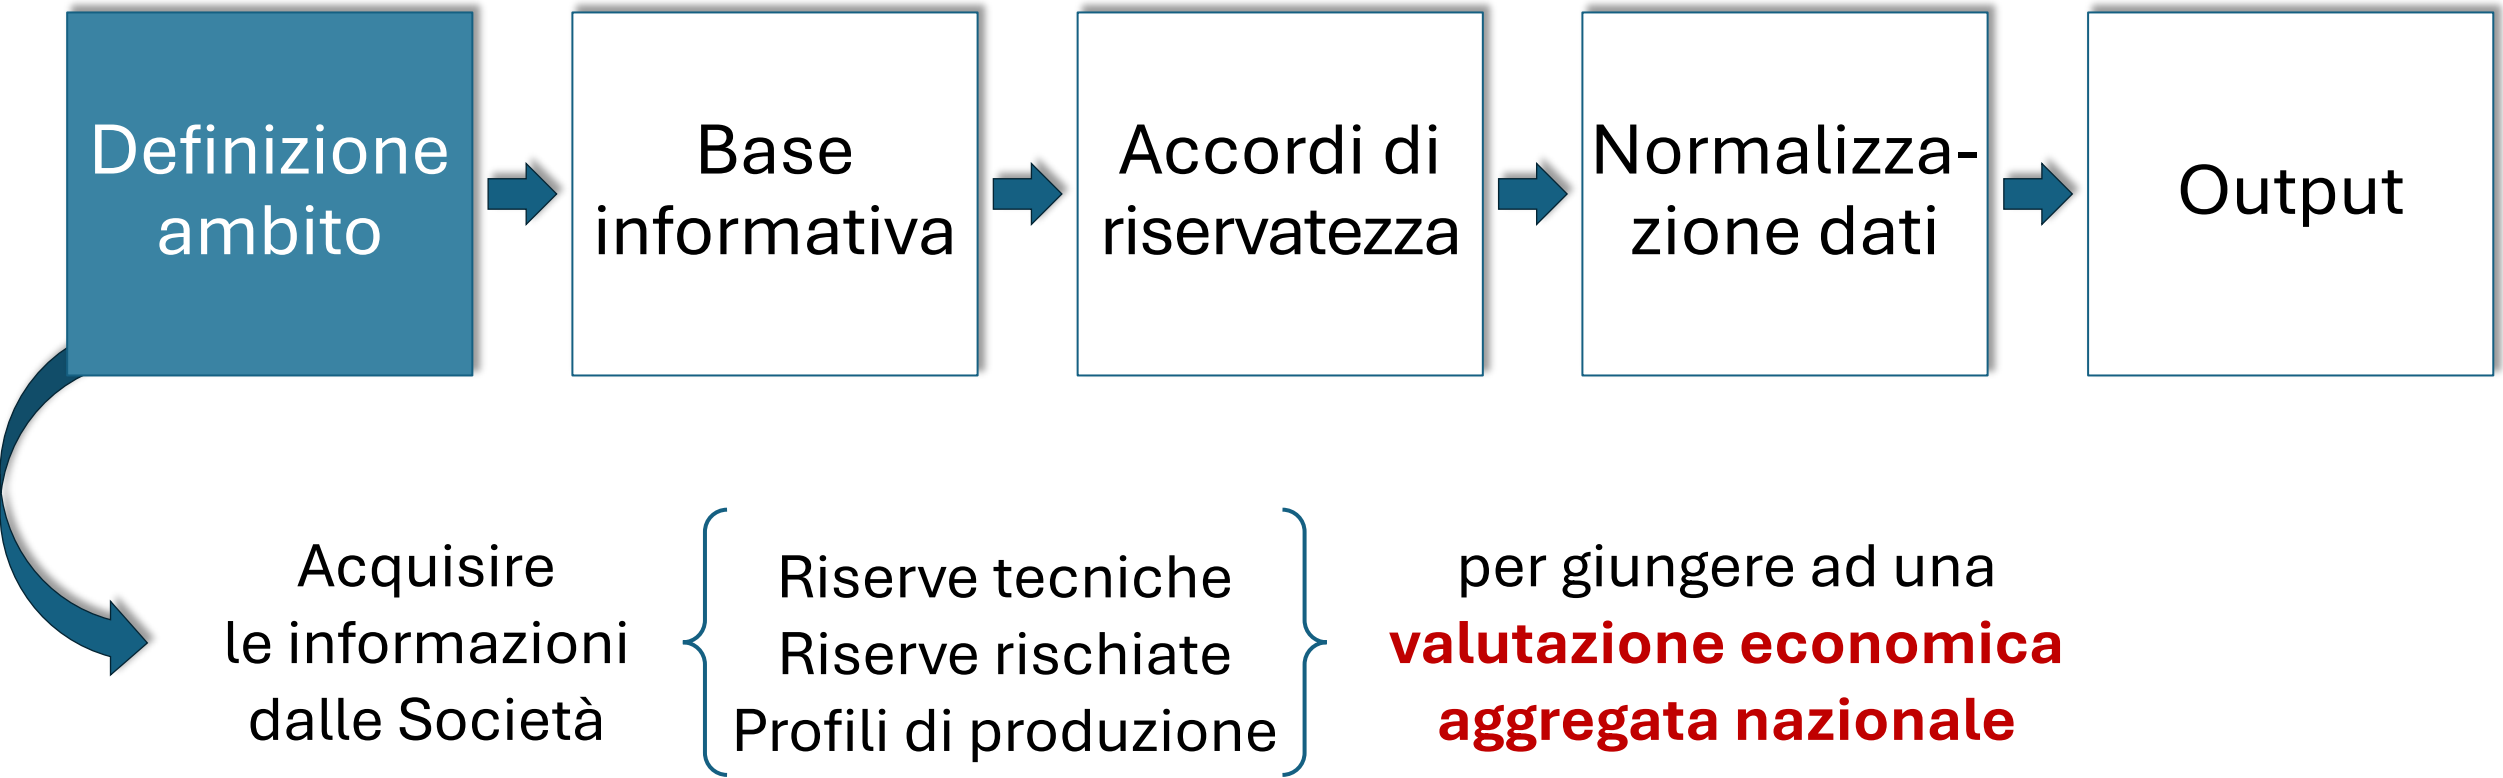 Definizione
ambito
Base
informativa
Accordi di
riservatezza
Normalizza-
zione dati
Output
Acquisire
le informazioni
dalle Società
Riserve tecniche
Riserve rischiate
Profili di produzione
per giungere ad una
valutazione economica
aggregata nazionale